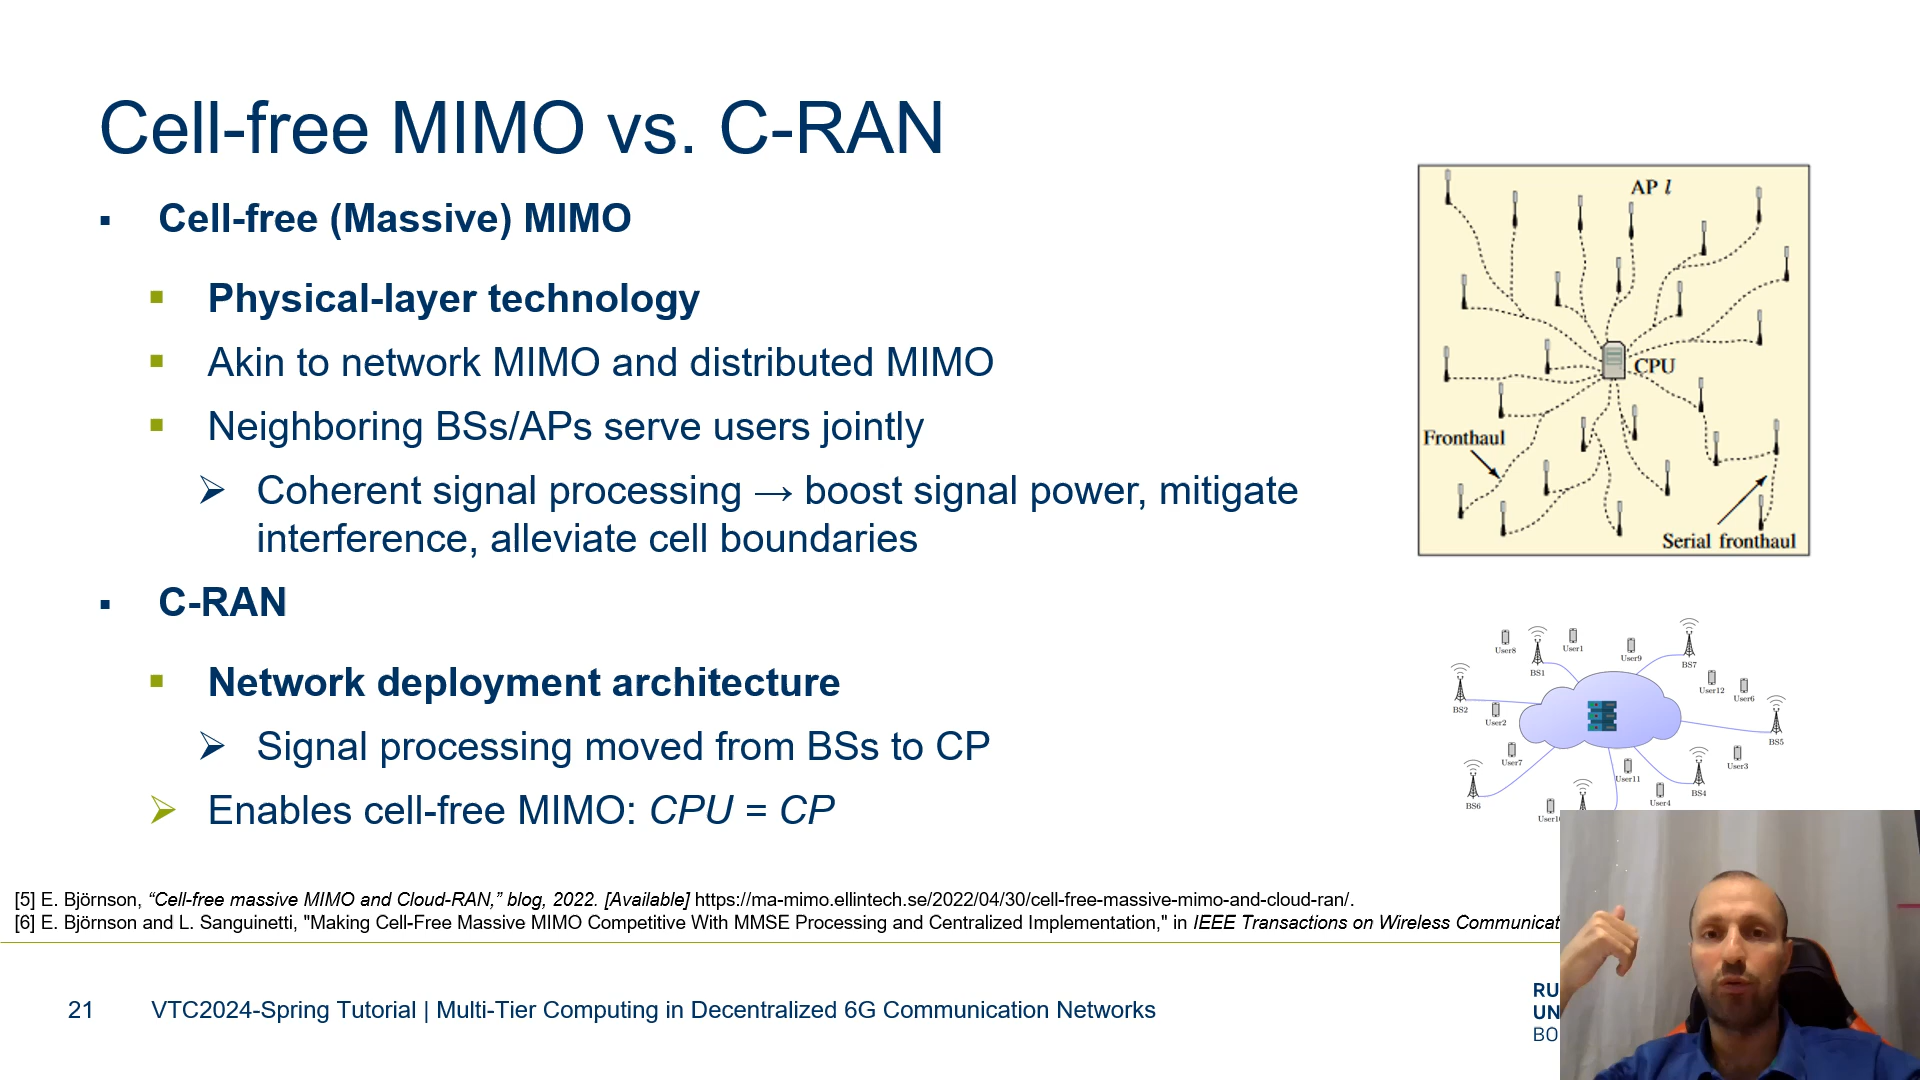 Cell-free MIMO vs. C-RAN
Cell-free (Massive) MIMO
Physical-layer technology
Akin to network MIMO and distributed MIMO
Neighboring BSs/APs serve users jointly
Coherent signal processing → boost signal power, mitigate
interference, alleviate cell boundaries
C-RAN
Network deployment architecture
Signal processing moved from BSs to CP
Enables cell-free MIMO: CPU = CP
AP l
CPU
Fronthaul
Serial fronthaul
User8
User1
User9
BS7
BS1
BS2
User2
User12
User6
BS5
User7
User11
User3
BS6
User4
BS4
[5] E. Björnson, “Cell-free massive MIMO and Cloud-RAN,” blog, 2022. [Available] https://ma-mimo.ellintech.se/2022/04/30/cell-free-massive-mimo-and-cloud-ran/.
[6] E. Björnson and L. Sanguinetti, "Making Cell-Free Massive MIMO Competitive With MMSE Processing and Centralized Implementation," in IEEE Transactions on Wireless Communicat
21
VTC2024-Spring Tutorial | Multi-Tier Computing in Decentralized 6G Communication Networks
RU
UN
BO